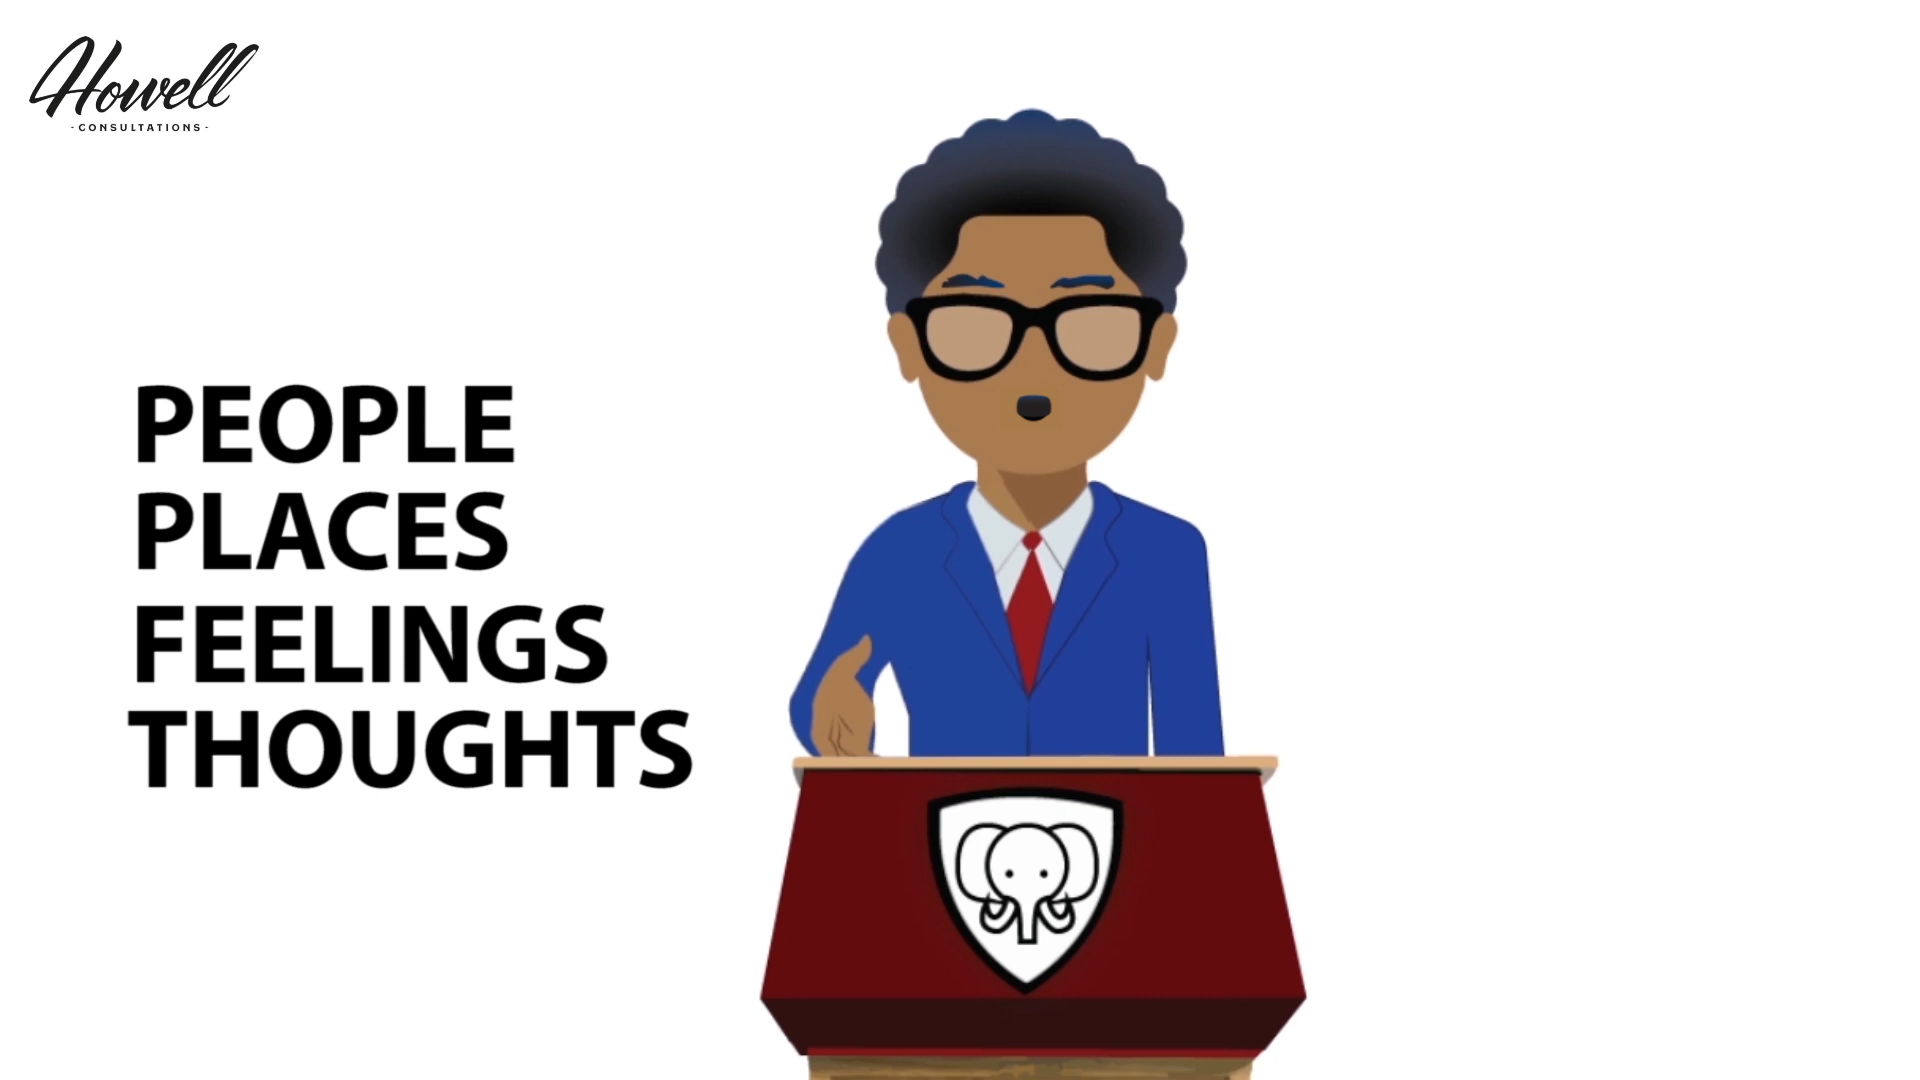 Howell
-CONSULTATIONS-
PEOPLE
PLACES
FEELINGS
THOUGHTS